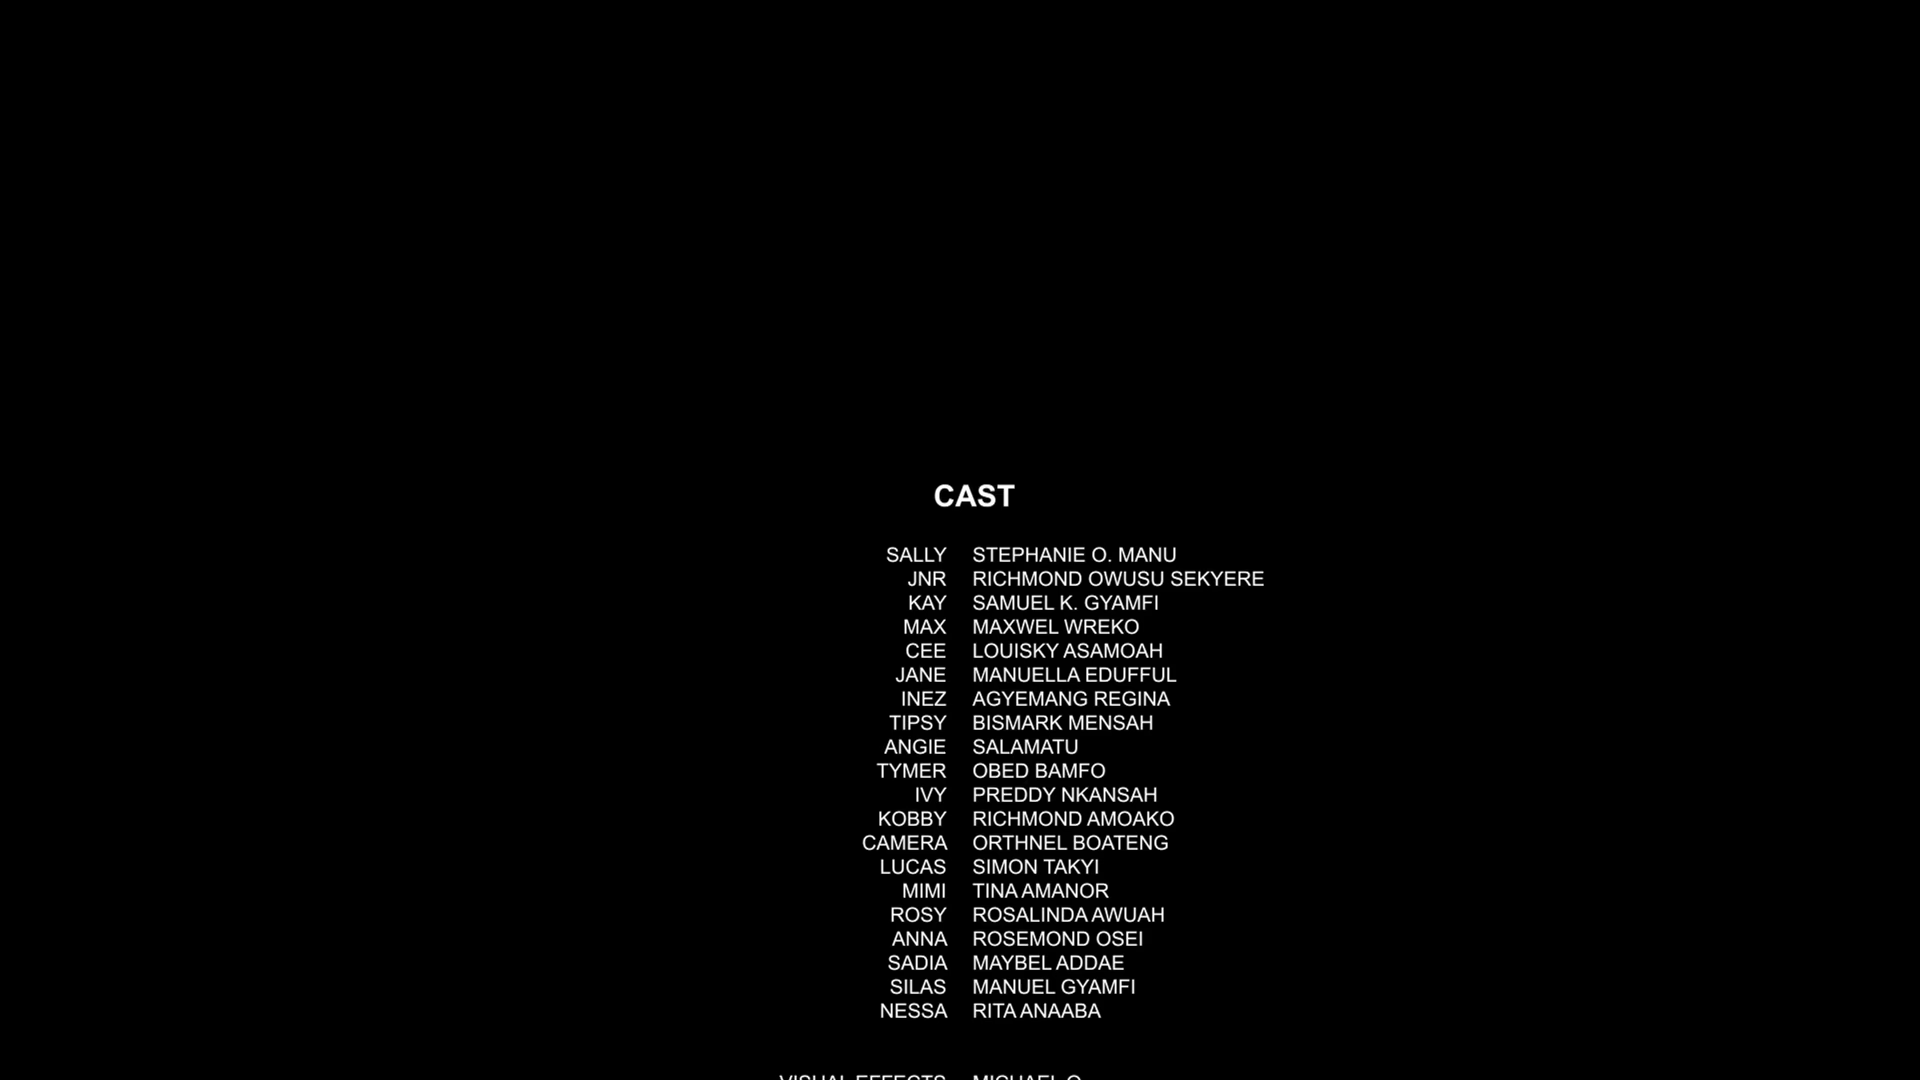 CAST
SALLY STEPHANIE O. MANU
JNR RICHMOND OWUSU SEKYERE
KAY SAMUEL K. GYAMFI
MAX MAXWEL WREKO
CEE LOUISKY ASAMOAH
JANE MANUELLA EDUFFUL
INEZ AGYEMANG REGINA
TIPSY BISMARK MENSAH
ANGIE SALAMATU
TYMER OBED BAMFO
IVY PREDDY NKANSAH
KOBBY RICHMOND AMOAKO
CAMERA ORTHNEL BOATENG
LUCAS SIMON TAKYI
MIMI TINA AMANOR
ROSY ROSALINDA AWUAH
ANNA ROSEMOND OSEI
SADIA MAYBEL ADDAE
SILAS MANUEL GYAMFI
NESSA RITA ANAABA
VISUAL EFFECTS MICHAEL